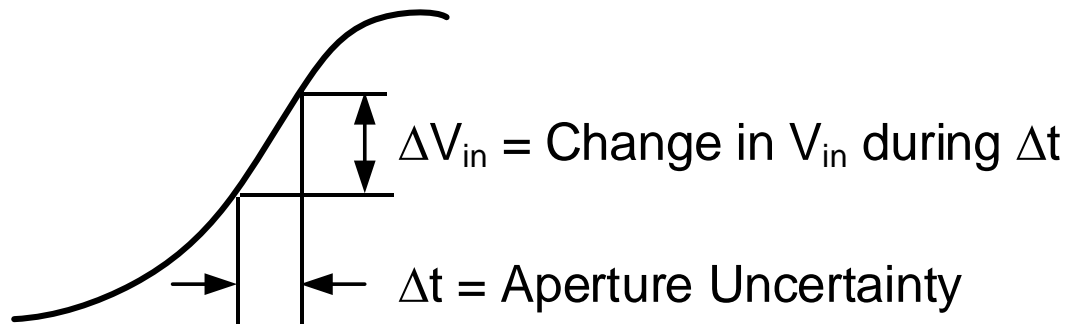 ΔVin = Change in Vin during Δt
Δt = Aperture Uncertainty